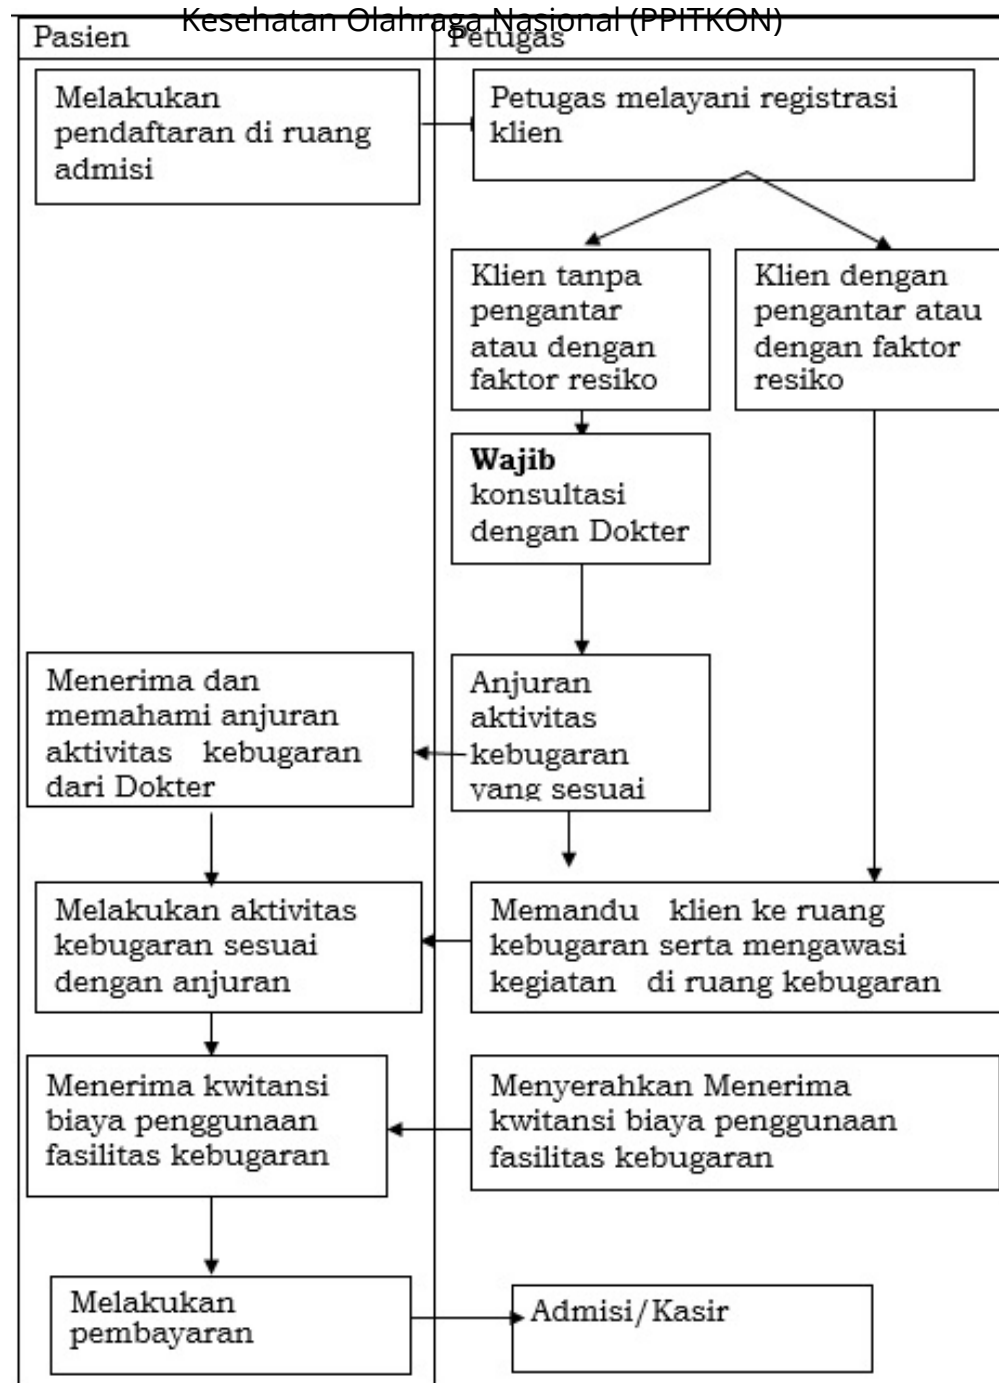 Kesehatan Olahraga Nasional (PPITKON)
Pasien
Petugas
Melakukan
pendaftaran di ruang
admisi
Petugas melayani registrasi
klien
Klien tanpa
pengantar
atau dengan
faktor resiko
Klien dengan
pengantar atau
dengan faktor
resiko
Wajib
konsultasi
dengan Dokter
Menerima dan
memahami anjuran
aktivitas kebugaran
dari Dokter
Anjuran
aktivitas
kebugaran
yang sesuai
Melakukan aktivitas
kebugaran sesuai
dengan anjuran
Memandu klien ke ruang
kebugaran serta mengawasi
kegiatan di ruang kebugaran
Menerima kwitansi
biaya penggunaan
fasilitas kebugaran
Menyerahkan Menerima
kwitansi biaya penggunaan
fasilitas kebugaran
Melakukan
pembayaran
Admisi/Kasir